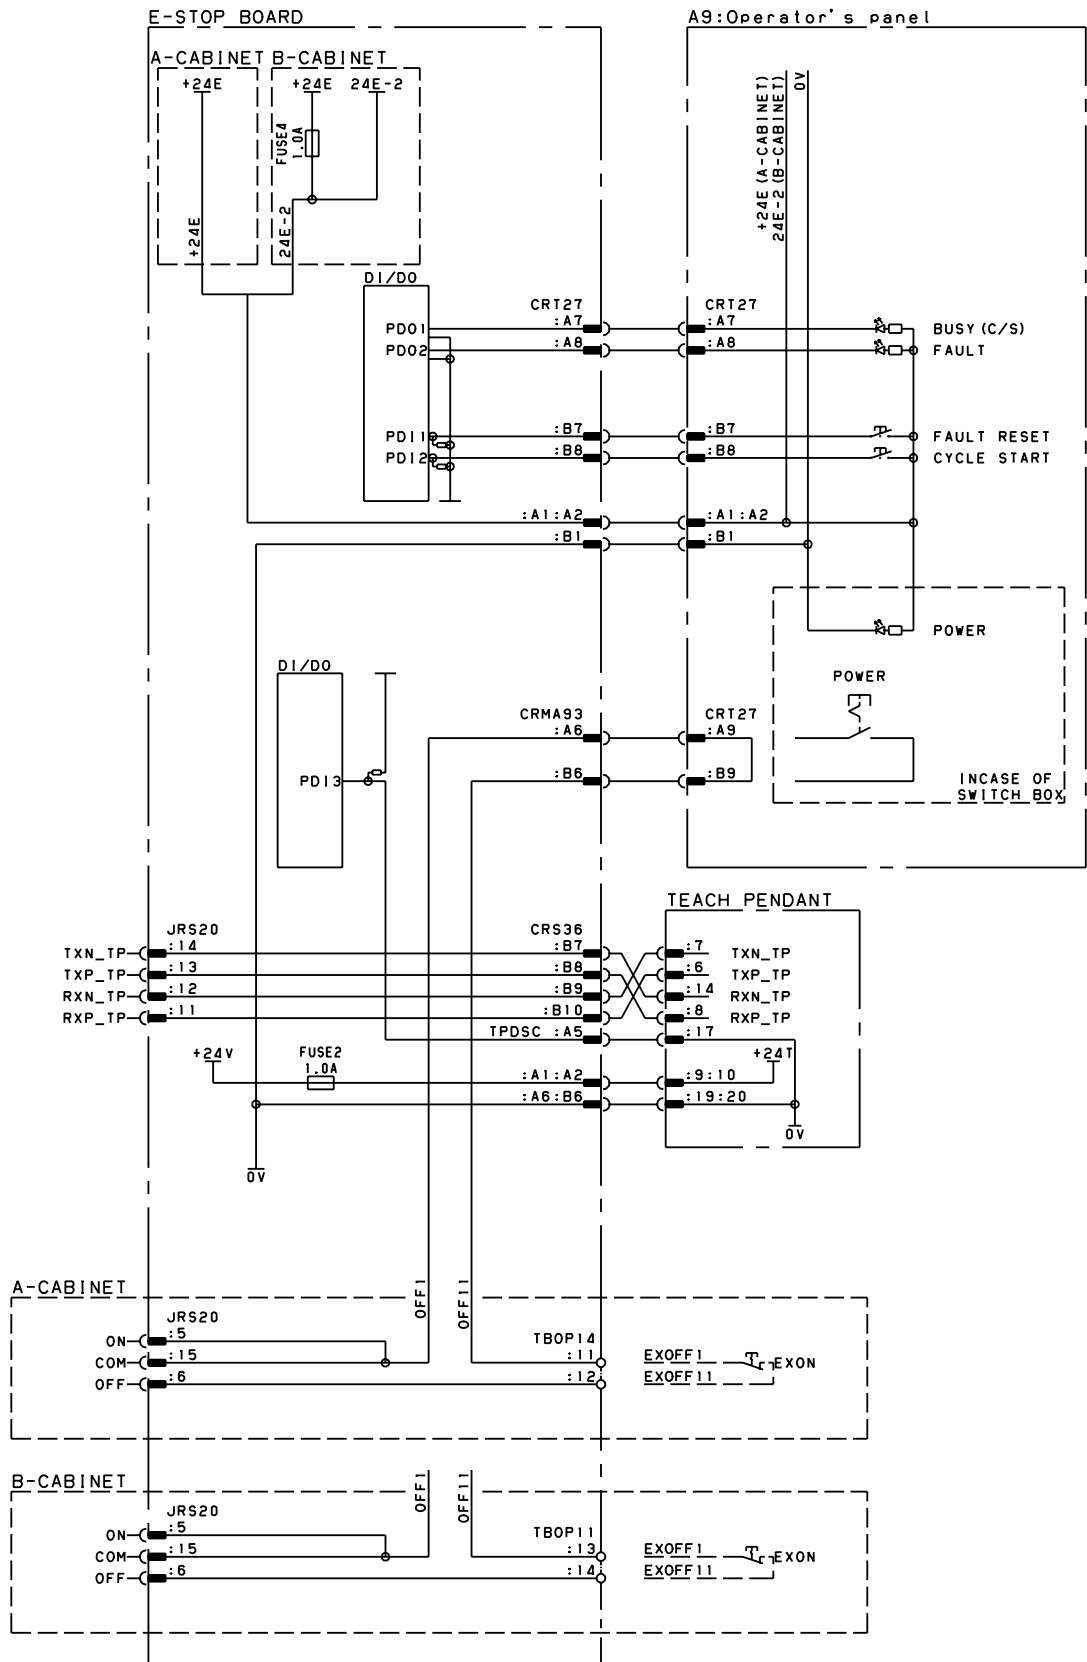 E-STOP BOARD
A9:Operator's panel
A-CABINET
B-CABINET
+24E
+24E
24E-2
FUSE4
1.0A
+24E
24E-2
+24E (A-CABINET)
24E-2 (B-CABINET)
0V
DI/DO
CRT27
CRT27
PDO1
:A7
:A7
BUSY (C/S)
PDO2
:A8
:A8
FAULT
PDI1
:B7
:B7
FAULT RESET
PDI2
:B8
:B8
CYCLE START
:A1:A2
:A1:A2
:B1
:B1
POWER
DI/DO
POWER
CRMA93
CRT27
:A6
:A9
PDI3
:B6
:B9
INCASE OF
SWITCH BOX
TEACH PENDANT
JRS20
CRS36
TXN_TP
:14
:B7
:7
TXN_TP
TXP_TP
:13
:B8
:6
TXP_TP
RXN_TP
:12
:B9
:14
RXN_TP
RXP_TP
:11
:B10
:8
RXP_TP
TPDSC :A5
:17
+24V
FUSE2
1.0A
+24T
:A1:A2
:9:10
:A6:B6
:19:20
0V
0V
A-CABINET
OFF1
OFF11
JRS20
TBOP14
ON
:5
COM
:15
:11
EXOFF1
EXON
OFF
:6
:12
EXOFF11
B-CABINET
OFF1
OFF11
JRS20
TBOP11
ON
:5
COM
:15
:13
EXOFF1
EXON
OFF
:6
:14
EXOFF11